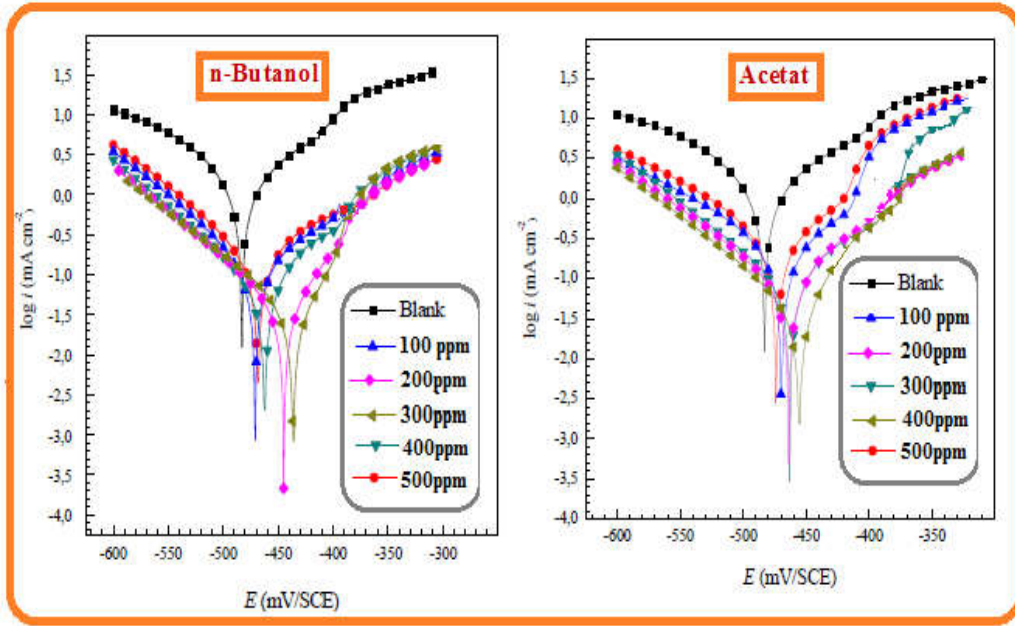 n-Butanol
1,5
1,0
0,5
0,0
-0,5
-1,0
-1,5
-2,0
-2,5
-3,0
-3,5
-4,0
log i (mA cm⁻²)
Blank
100 ppm
200ppm
300ppm
400ppm
500ppm
-600 -550 -500 -450 -400 -350 -300
E (mV/SCE)
Acetat
1,5
1,0
0,5
0,0
-0,5
-1,0
-1,5
-2,0
-2,5
-3,0
-3,5
-4,0
log i (mA cm⁻²)
Blank
100 ppm
200ppm
300ppm
400ppm
500ppm
-600 -550 -500 -450 -400 -350
E (mV/SCE)